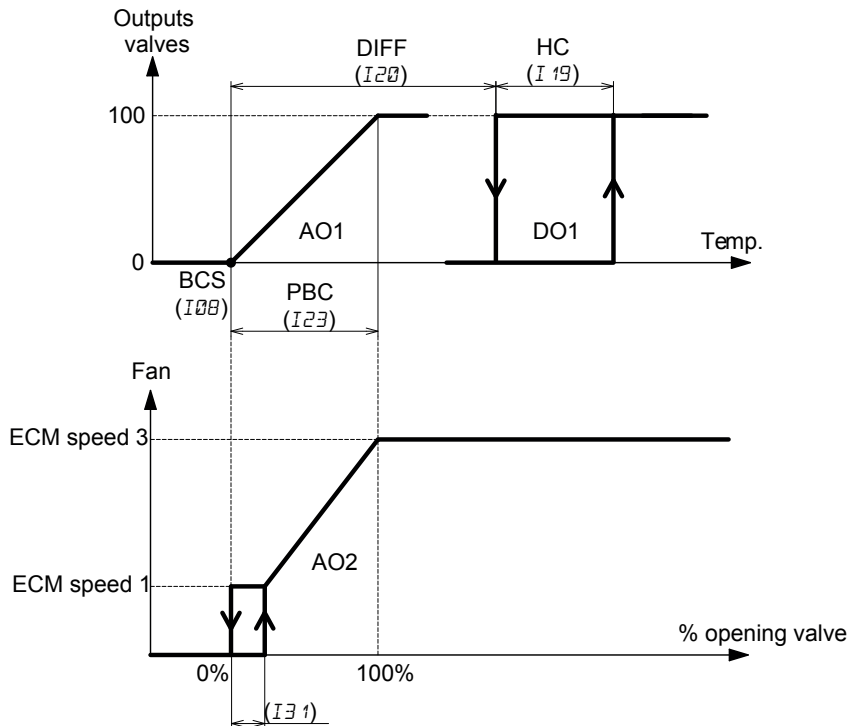 Outputs
valves
DIFF
(I20)
HC
(I19)
100
AO1
DO1
Temp.
0
BCS
(I08)
PBC
(I23)
Fan
ECM speed 3
AO2
ECM speed 1
% opening valve
0%
100%
(I31)